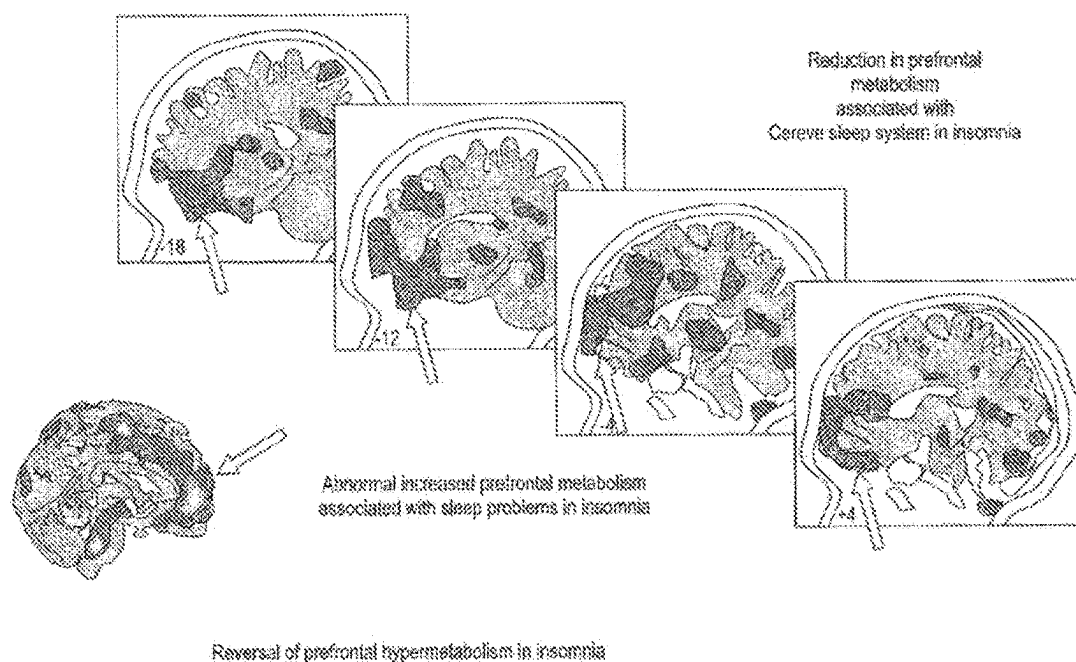 Reduction in prefrontal
metabolism
associated with
Cereve sleep system in insomnia
-18
-12
+4
Abnormal increased prefrontal metabolism
associated with sleep problems in insomnia
Reversal of prefrontal hypermetabolism in insomnia